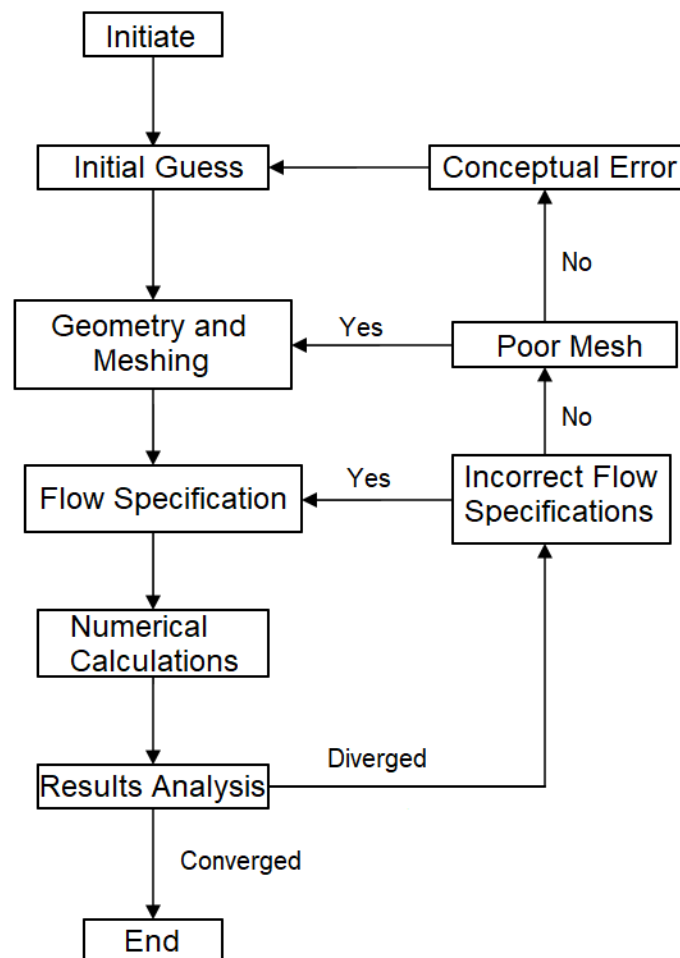 Initiate
Initial Guess
Conceptual Error
No
Geometry and
Meshing
Yes
Poor Mesh
No
Flow Specification
Yes
Incorrect Flow
Specifications
Numerical
Calculations
Results Analysis
Diverged
Converged
End